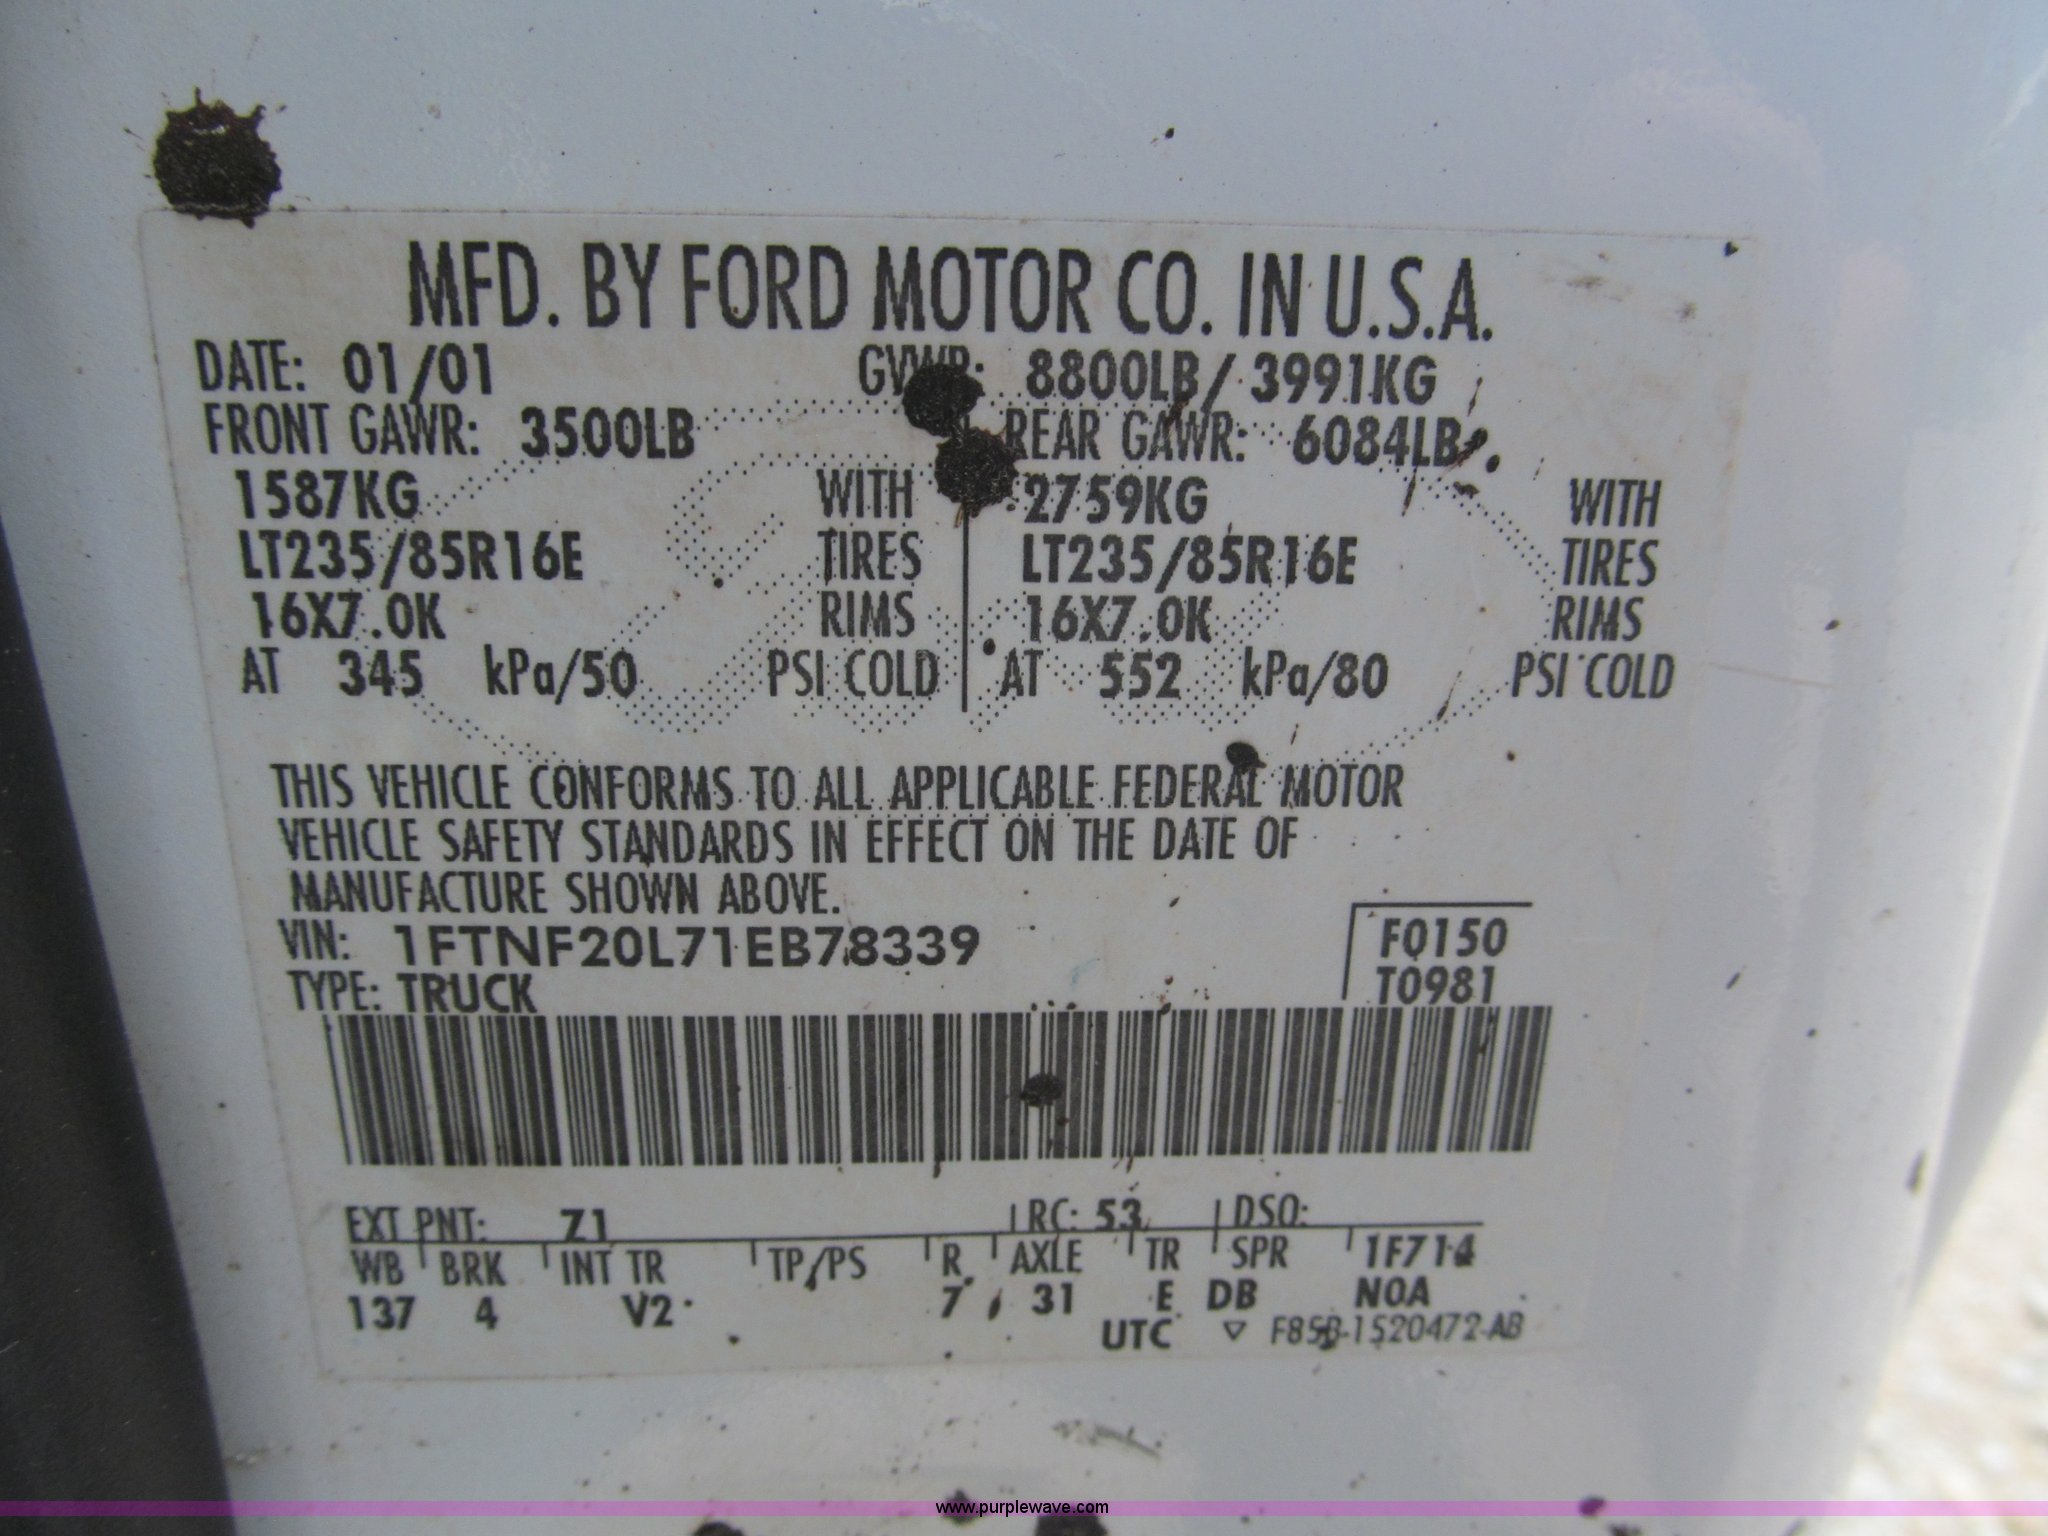 MFD. BY FORD MOTOR CO. IN U.S.A.
DATE: 01/01 GVWR: 8800LB/ 3991KG
FRONT GAWR: 3500LB REAR GAWR: 6084LB
1587KG WITH 2759KG WITH
LT235/85R16E TIRES LT235/85R16E TIRES
16X7.0K RIMS 16X7.0K RIMS
AT 345 kPa/50 PSI COLD AT 552 kPa/80 PSI COLD
THIS VEHICLE CONFORMS TO ALL APPLICABLE FEDERAL MOTOR
VEHICLE SAFETY STANDARDS IN EFFECT ON THE DATE OF
MANUFACTURE SHOWN ABOVE.
VIN: 1FTNF20L71EB78339 F0150
TYPE: TRUCK T0981
EXT PNT: Z1 RC: 53 DSO:
WB BRK INT TR TP/PS R AXLE TR SPR 1F714
137 4 V2 7 31 E DB N0A
UTC ▽ F85B-1520472-AB
www.purplewave.com